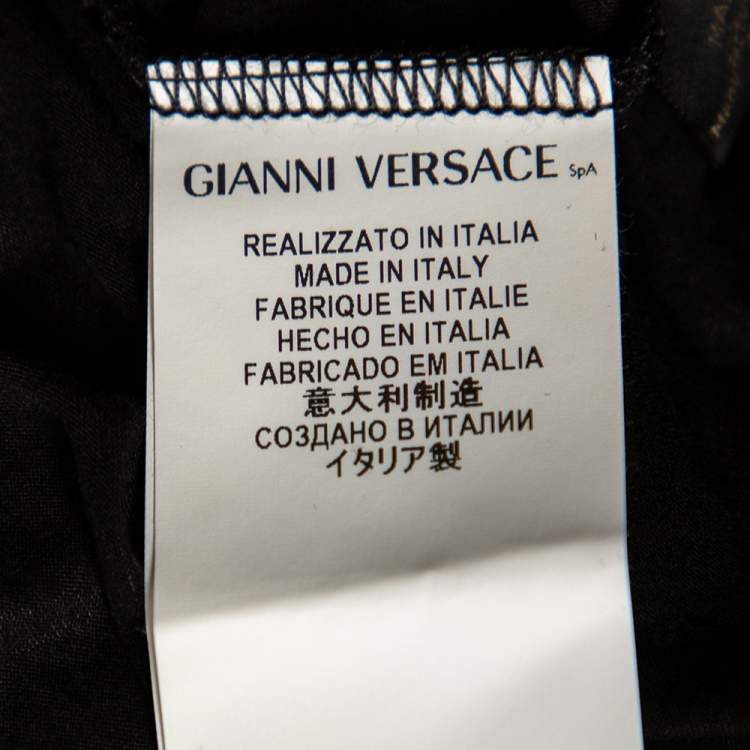 GIANNI VERSACE SpA
REALIZZATO IN ITALIA
MADE IN ITALY
FABRIQUE EN ITALIE
HECHO EN ITALIA
FABRICADO EM ITALIA
意大利制造
СОЗДАНО В ИТАЛИИ
イタリア製